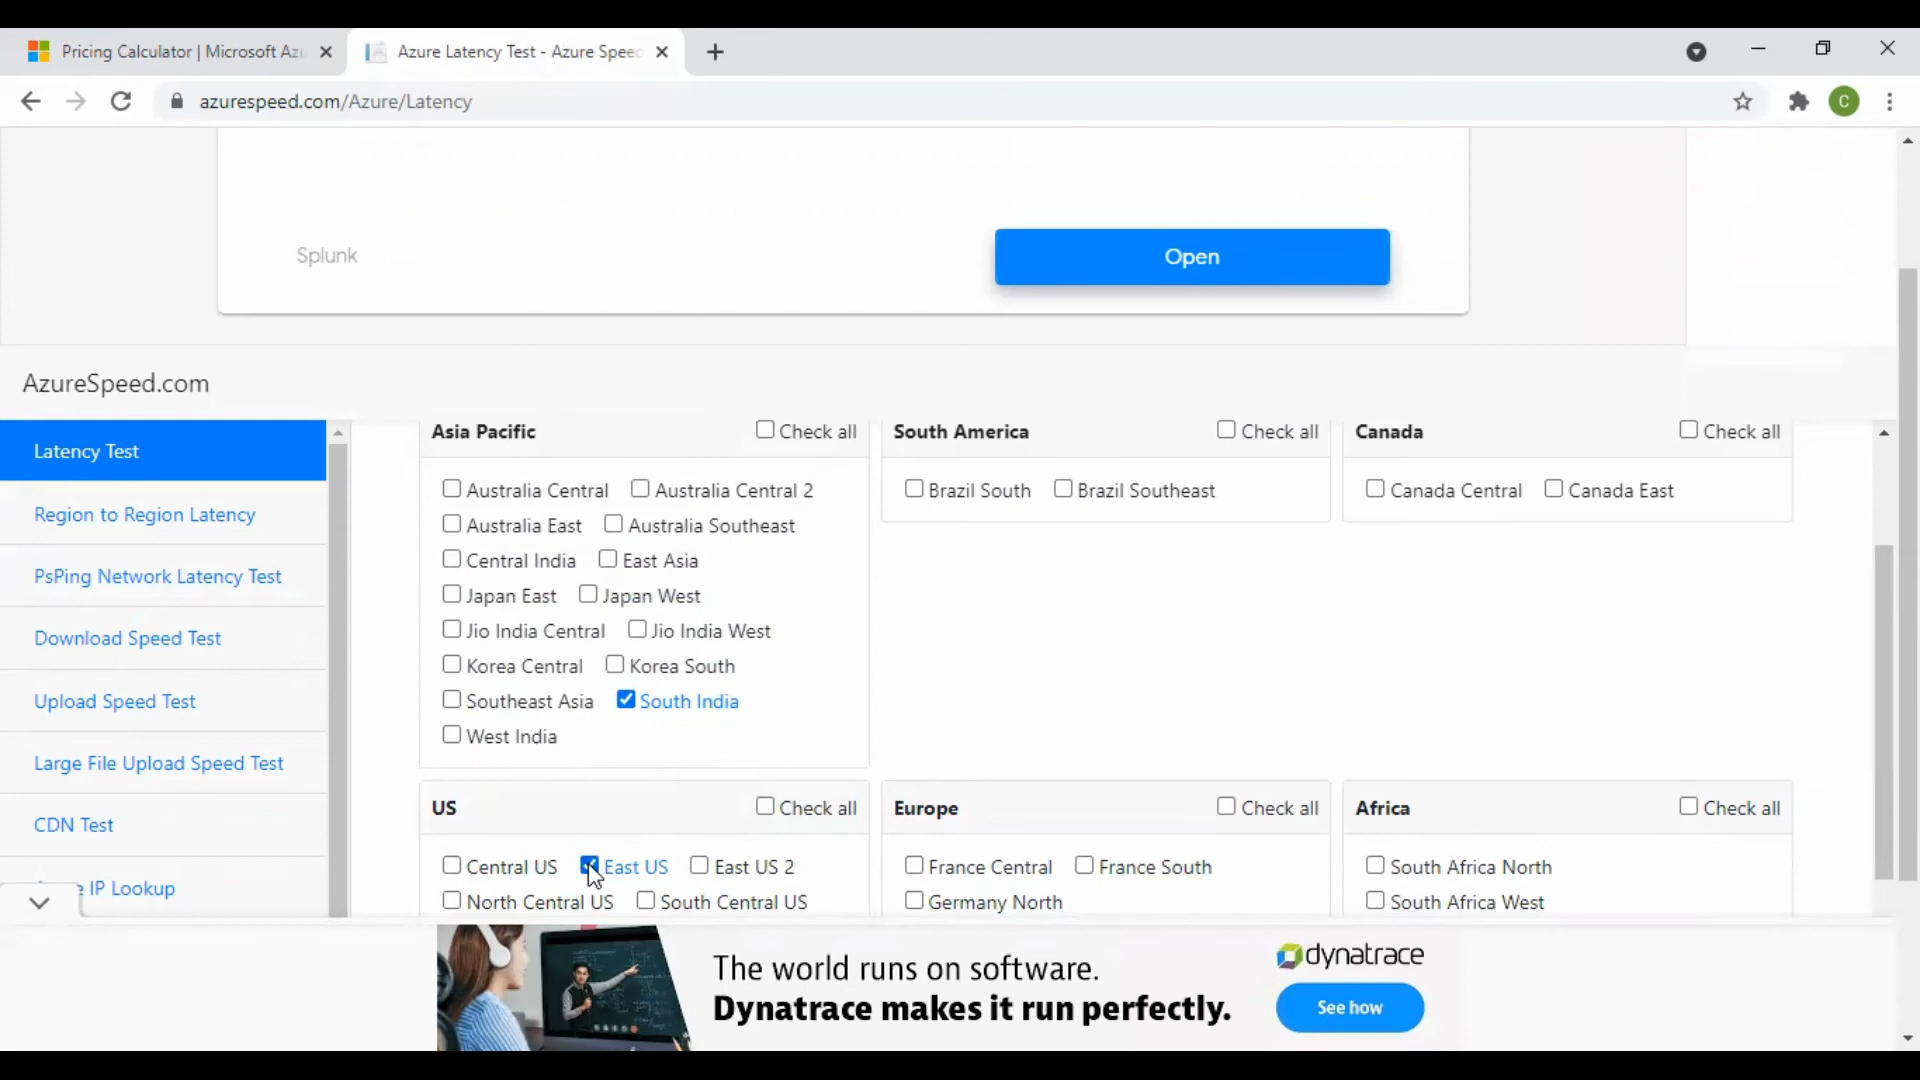 Pricing Calculator | Microsoft Az
Azure Latency Test - Azure Speed
azurespeed.com/Azure/Latency
C
Splunk
Open
AzureSpeed.com
Latency Test
Region to Region Latency
PsPing Network Latency Test
Download Speed Test
Upload Speed Test
Large File Upload Speed Test
CDN Test
IP Lookup
Asia Pacific Check all
Australia Central Australia Central 2
Australia East Australia Southeast
Central India East Asia
Japan East Japan West
Jio India Central Jio India West
Korea Central Korea South
Southeast Asia South India
West India
South America Check all
Brazil South Brazil Southeast
Canada Check all
Canada Central Canada East
US Check all
Central US East US East US 2
North Central US South Central US
Europe Check all
France Central France South
Germany North
Africa Check all
South Africa North
South Africa West
The world runs on software.
Dynatrace makes it run perfectly.
dynatrace
See how